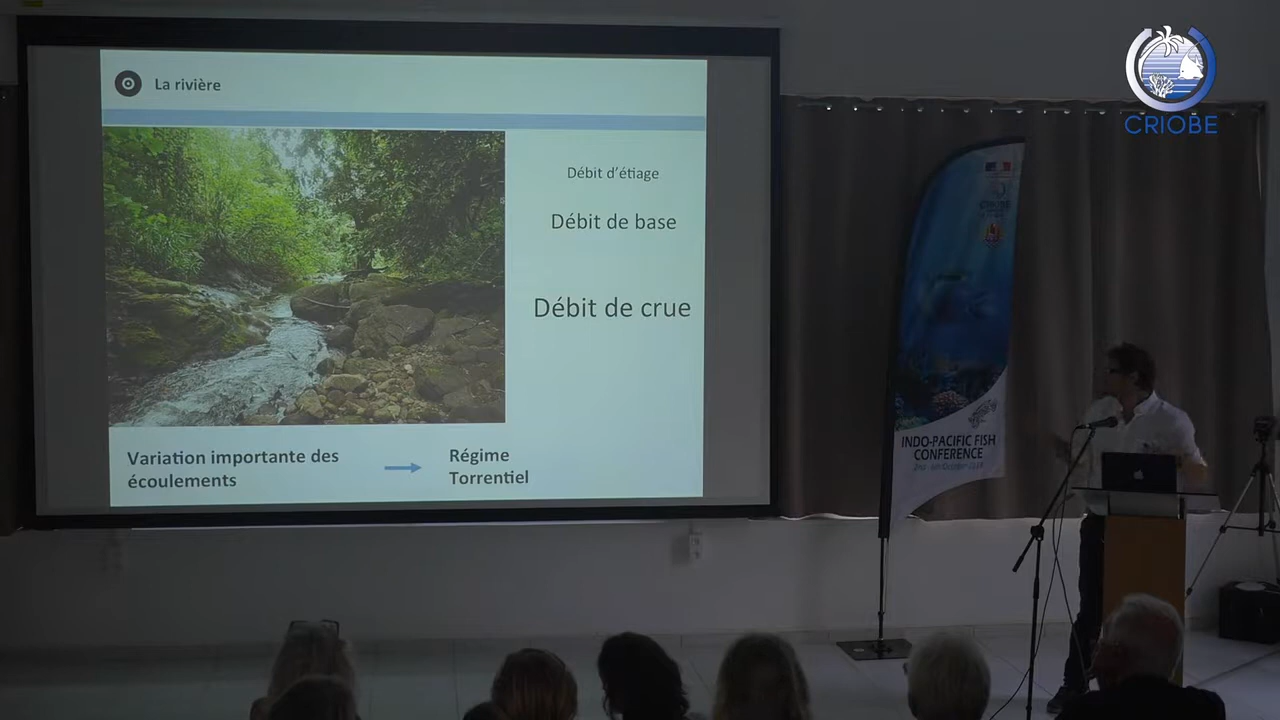 La rivière
Débit d'étiage
Débit de base
Débit de crue
Variation importante des
écoulements
Régime
Torrentiel
CRIOBE
CRIOBE
INDO-PACIFIC FISH
CONFERENCE